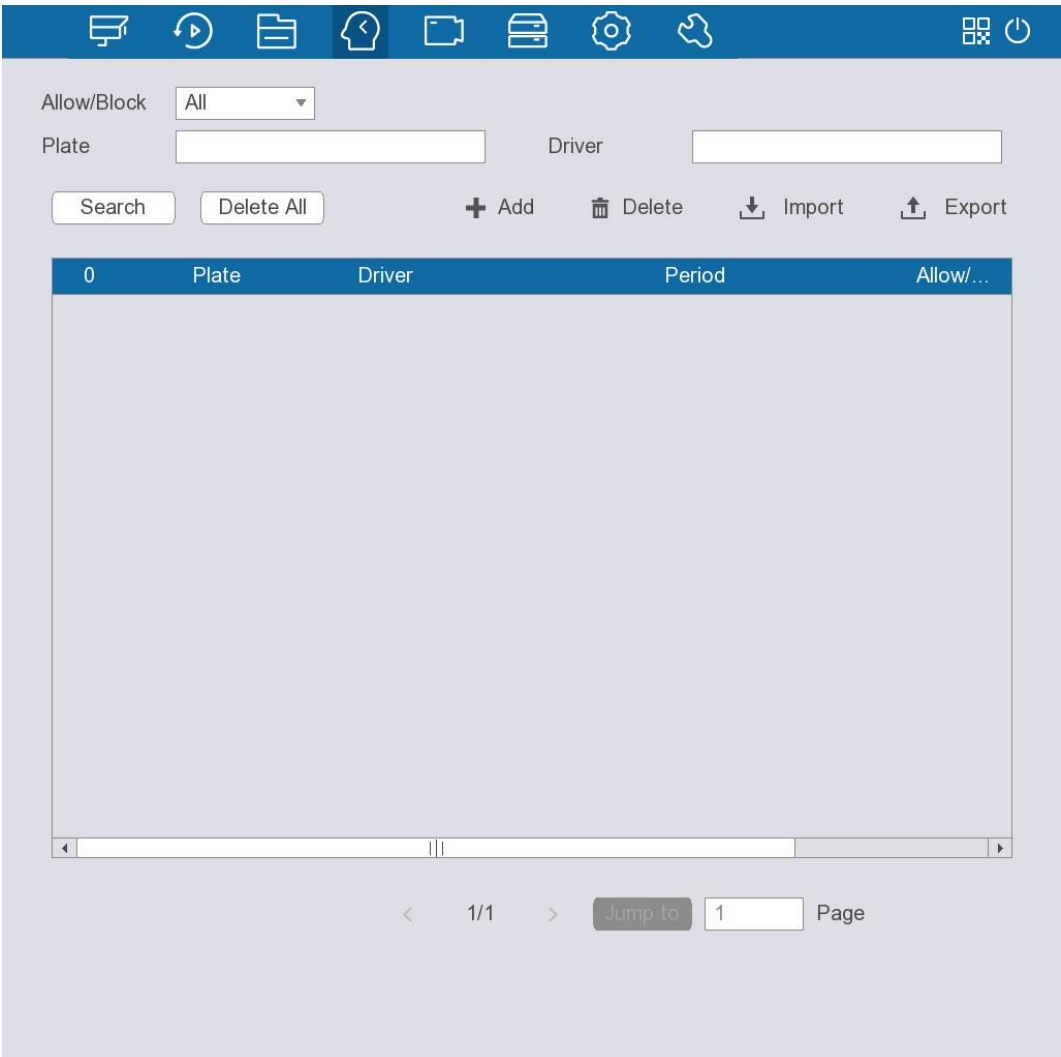 Allow/Block All
Plate Driver
Search Delete All Add Delete Import Export
0 Plate Driver Period Allow/...
< 1/1 > Jump to 1 Page